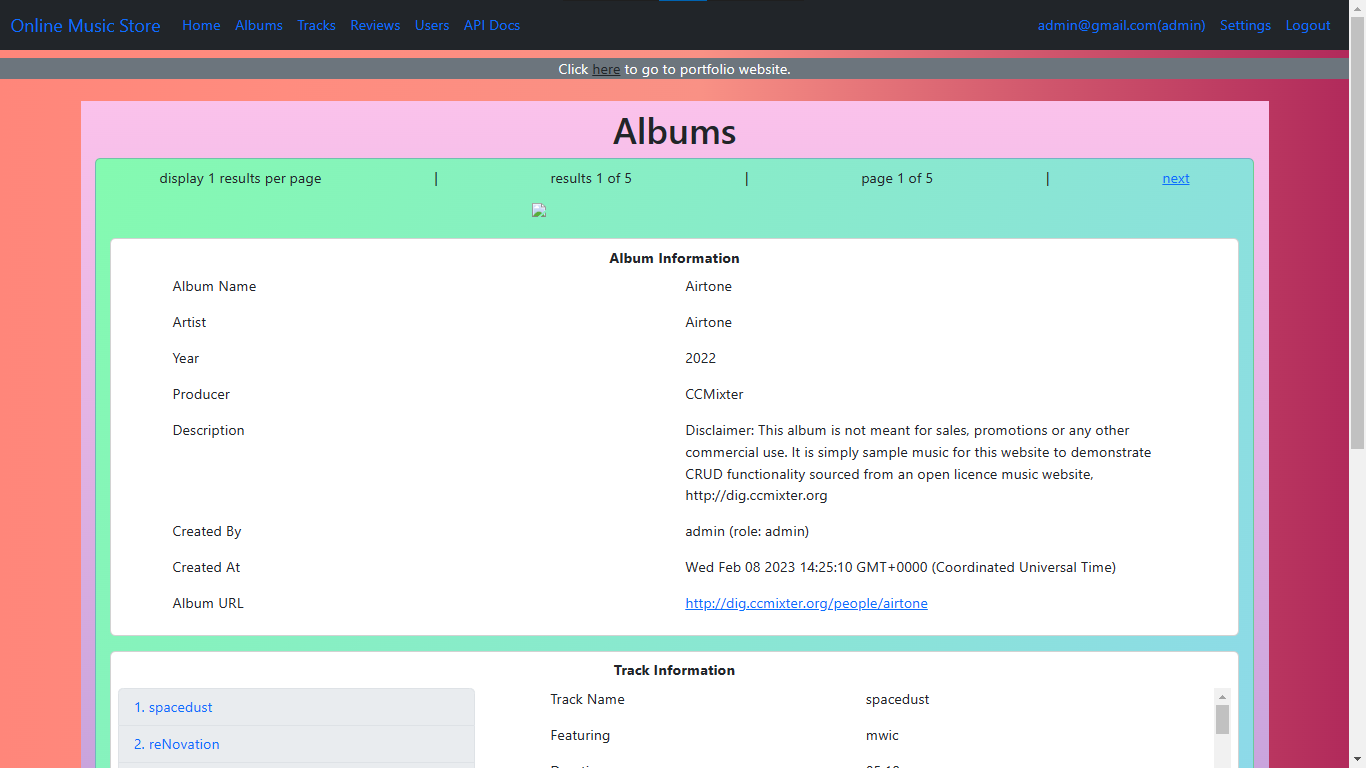 Online Music Store Home Albums Tracks Reviews Users API Docs admin@gmail.com(admin) Settings Logout
Click here to go to portfolio website.
Albums
display 1 results per page | results 1 of 5 | page 1 of 5 | next
Album Information
Album Name Airtone
Artist Airtone
Year 2022
Producer CCMixter
Description Disclaimer: This album is not meant for sales, promotions or any other
commercial use. It is simply sample music for this website to demonstrate
CRUD functionality sourced from an open licence music website,
http://dig.ccmixter.org
Created By admin (role: admin)
Created At Wed Feb 08 2023 14:25:10 GMT+0000 (Coordinated Universal Time)
Album URL http://dig.ccmixter.org/people/airtone
Track Information
1. spacedust Track Name spacedust
2. reNovation Featuring mwic